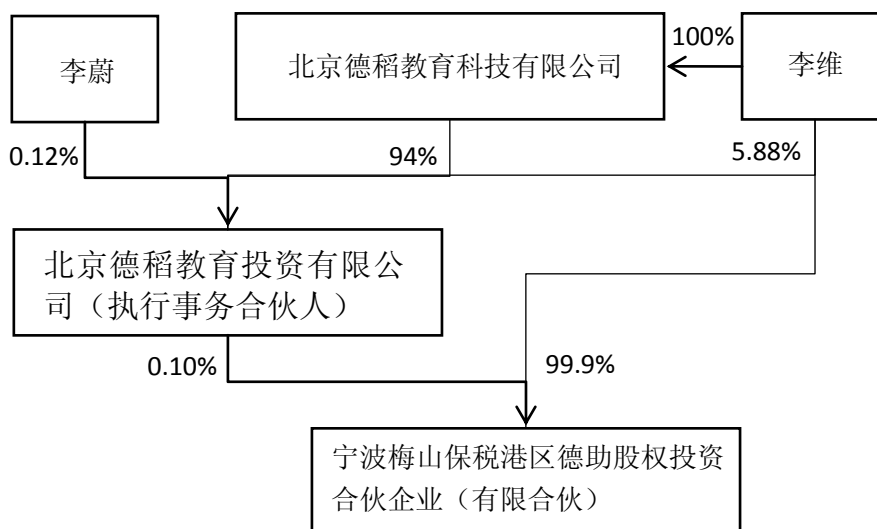 李蔚
北京德稻教育科技有限公司
100%
李维
0.12%
94%
5.88%
北京德稻教育投资有限公
司（执行事务合伙人）
0.10%
99.9%
宁波梅山保税港区德助股权投资
合伙企业（有限合伙）